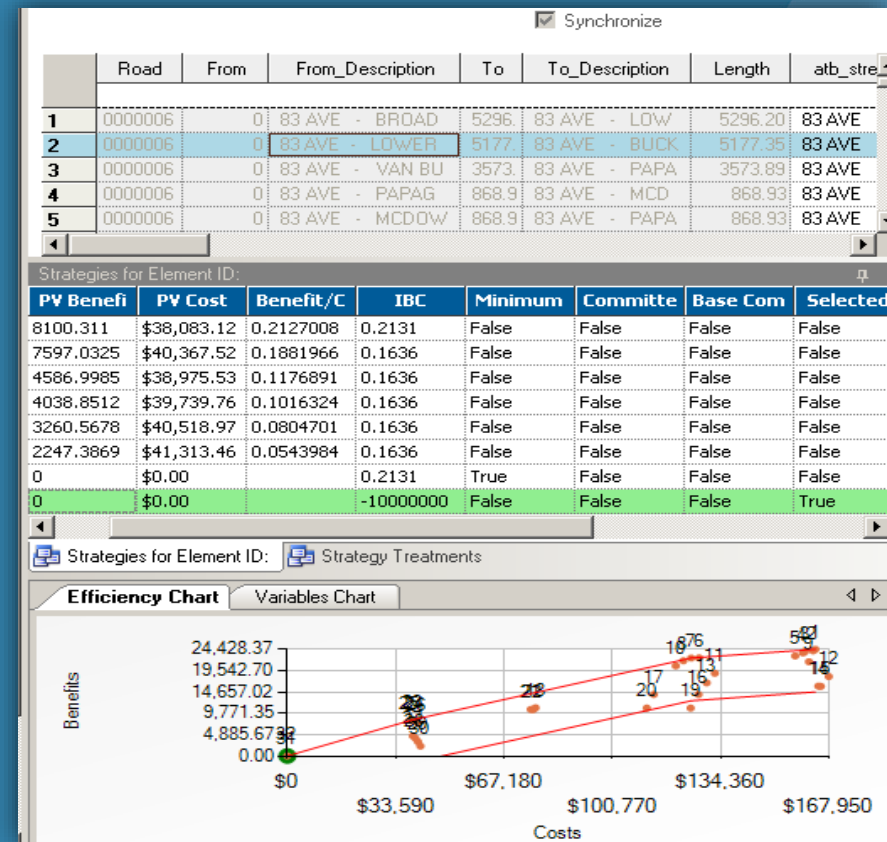 Synchronize
Road From From_Description To To_Description Length atb_stre
1 0000006 0 83 AVE - BROAD 5296. 83 AVE - LOW 5296.20 83 AVE
2 0000006 0 83 AVE - LOWER 5177. 83 AVE - BUCK 5177.35 83 AVE
3 0000006 0 83 AVE - VAN BU 3573. 83 AVE - PAPA 3573.89 83 AVE
4 0000006 0 83 AVE - PAPAG 868.9 83 AVE - MCD 868.93 83 AVE
5 0000006 0 83 AVE - MCDOW 868.9 83 AVE - PAPA 868.93 83 AVE
Strategies for Element ID:
PV Benefi PV Cost Benefit/C IBC Minimum Committe Base Com Selected
8100.311 $38,083.12 0.2127008 0.2131 False False False False
7597.0325 $40,367.52 0.1881966 0.1636 False False False False
4586.9985 $38,975.53 0.1176891 0.1636 False False False False
4038.8512 $39,739.76 0.1016324 0.1636 False False False False
3260.5678 $40,518.97 0.0804701 0.1636 False False False False
2247.3869 $41,313.46 0.0543984 0.1636 False False False False
0 $0.00 0.2131 True False False False
0 $0.00 -10000000 False False False True
Strategies for Element ID: Strategy Treatments
Efficiency Chart Variables Chart
24,428.37
19,542.70
14,657.02
9,771.35
4,885.67
0.00
Benefits
17 11 13 16 20 19 12
$0 $67,180 $134,360
$33,590 $100,770 $167,950
Costs